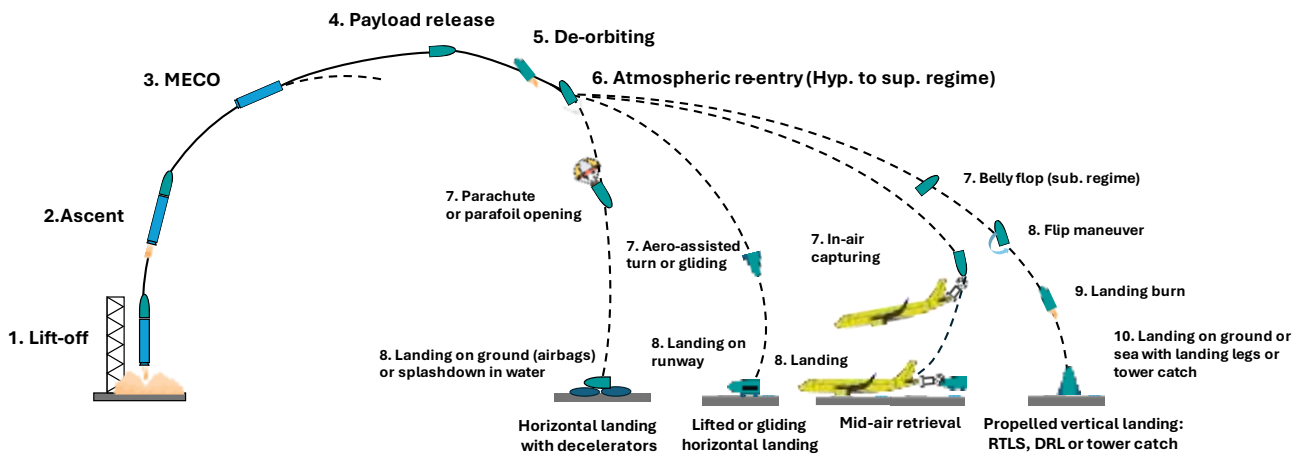 4. Payload release
5. De-orbiting
3. MECO
6. Atmospheric re-entry (Hyp. to sup. regime)
7. Belly flop (sub. regime)
7. Parachute
or parafoil opening
2.Ascent
8. Flip maneuver
7. Aero-assisted
turn or gliding
7. In-air
capturing
9. Landing burn
1. Lift-off
8. Landing on ground (airbags)
or splashdown in water
8. Landing on
runway
8. Landing
10. Landing on ground or
sea with landing legs or
tower catch
Horizontal landing
with decelerators
Lifted or gliding
horizontal landing
Mid-air retrieval
Propelled vertical landing:
RTLS, DRL or tower catch